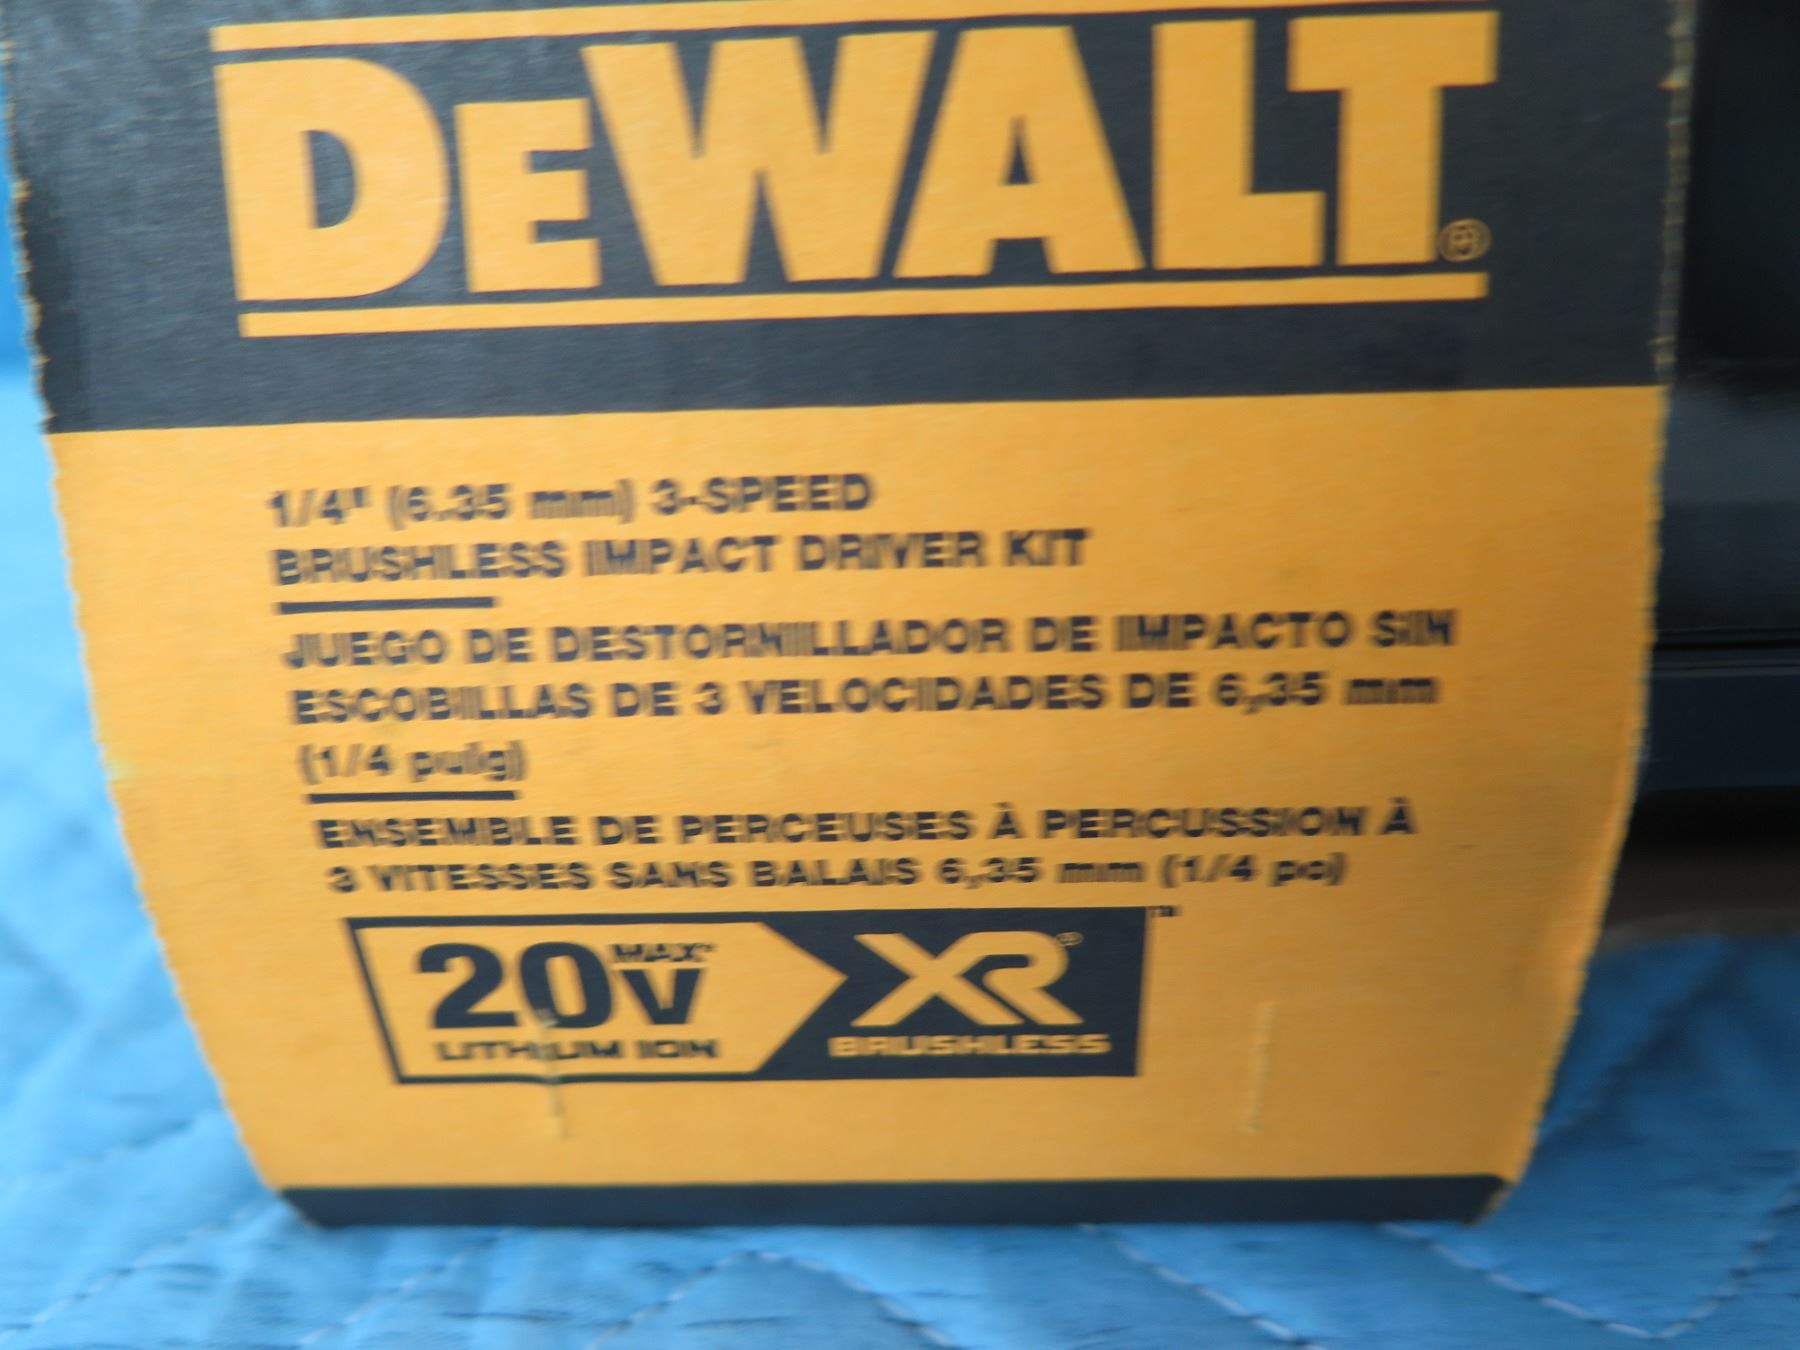 DEWALT®
1/4" (6.35 mm) 3-SPEED
BRUSHLESS IMPACT DRIVER KIT
JUEGO DE DESTORNILLADOR DE IMPACTO SIN
ESCOBILLAS DE 3 VELOCIDADES DE 6,35 mm
(1/4 pulg)
ENSEMBLE DE PERCEUSES À PERCUSSION À
3 VITESSES SANS BALAIS 6,35 mm (1/4 po)
20V MAX* XR®™
LITHIUM ION BRUSHLESS